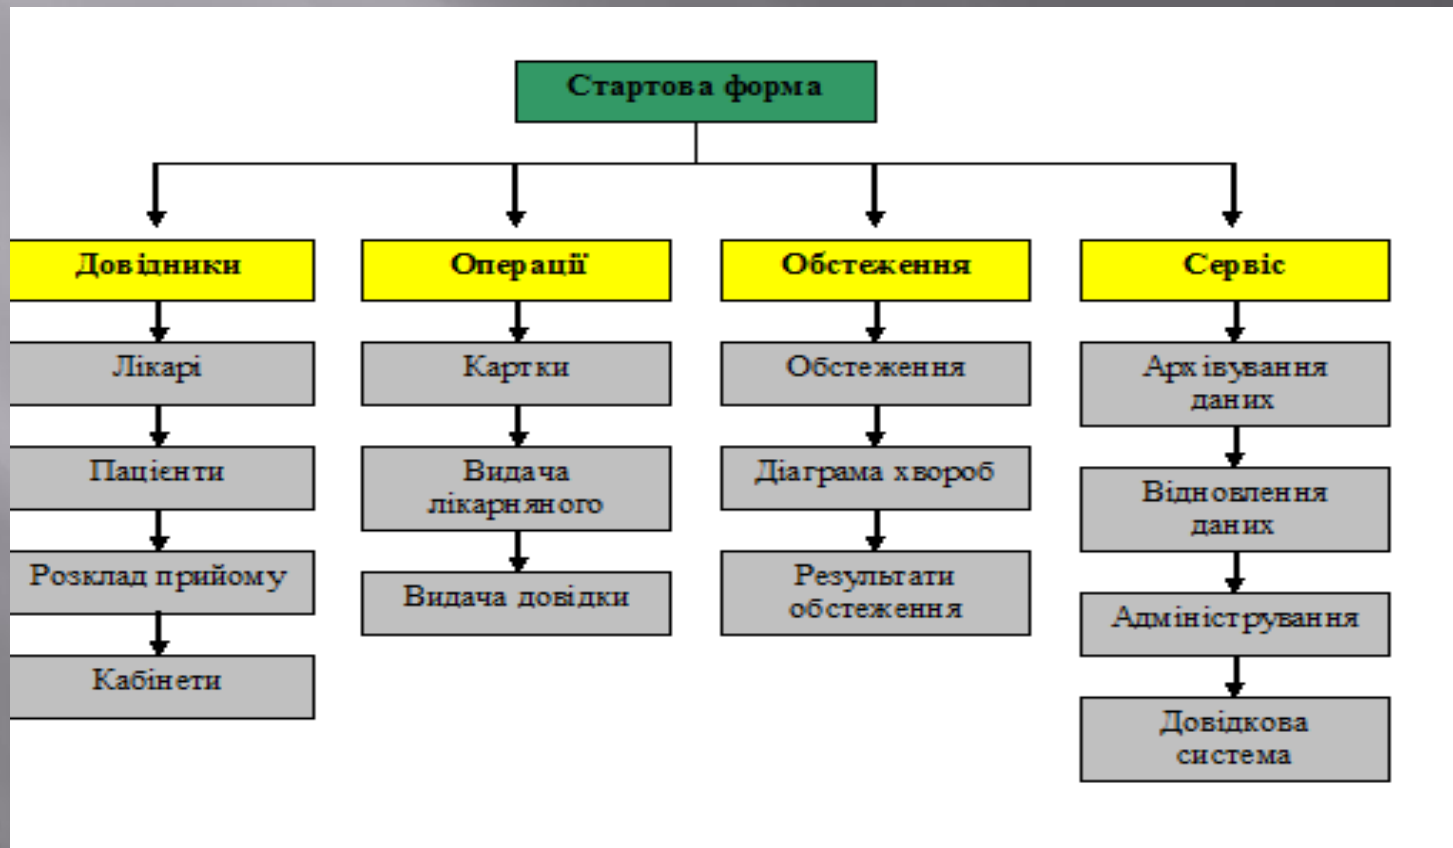 Стартова форма
Довідники
Операції
Обстеження
Сервіс
Лікарі
Картки
Обстеження
Архівування
даних
Пацієнти
Видача
лікарняного
Діаграма хвороб
Відновлення
даних
Розклад прийому
Видача довідки
Результати
обстеження
Адміністрування
Кабінети
Довідкова
система